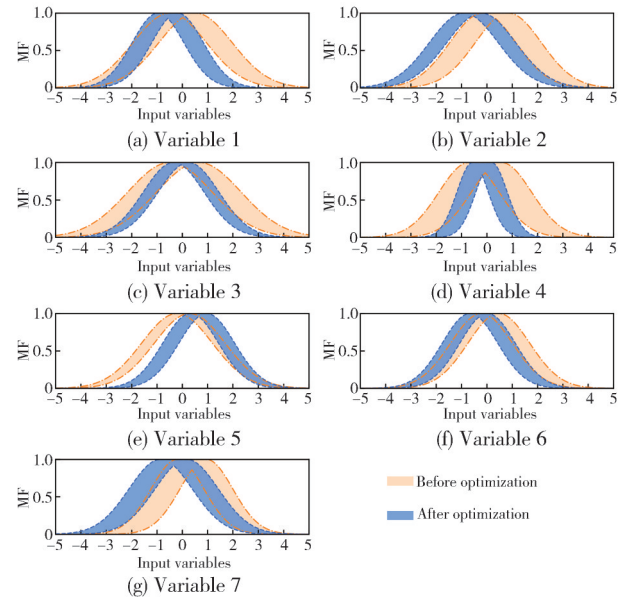 MF
1.0
0.5
0
−5 −4 −3 −2 −1 0 1 2 3 4 5
Input variables
(a) Variable 1
MF
1.0
0.5
0
−5 −4 −3 −2 −1 0 1 2 3 4 5
Input variables
(b) Variable 2
MF
1.0
0.5
0
−5 −4 −3 −2 −1 0 1 2 3 4 5
Input variables
(c) Variable 3
MF
1.0
0.5
0
−5 −4 −3 −2 −1 0 1 2 3 4 5
Input variables
(d) Variable 4
MF
1.0
0.5
0
−5 −4 −3 −2 −1 0 1 2 3 4 5
Input variables
(e) Variable 5
MF
1.0
0.5
0
−5 −4 −3 −2 −1 0 1 2 3 4 5
Input variables
(f) Variable 6
MF
1.0
0.5
0
−5 −4 −3 −2 −1 0 1 2 3 4 5
Input variables
(g) Variable 7
Before optimization
After optimization